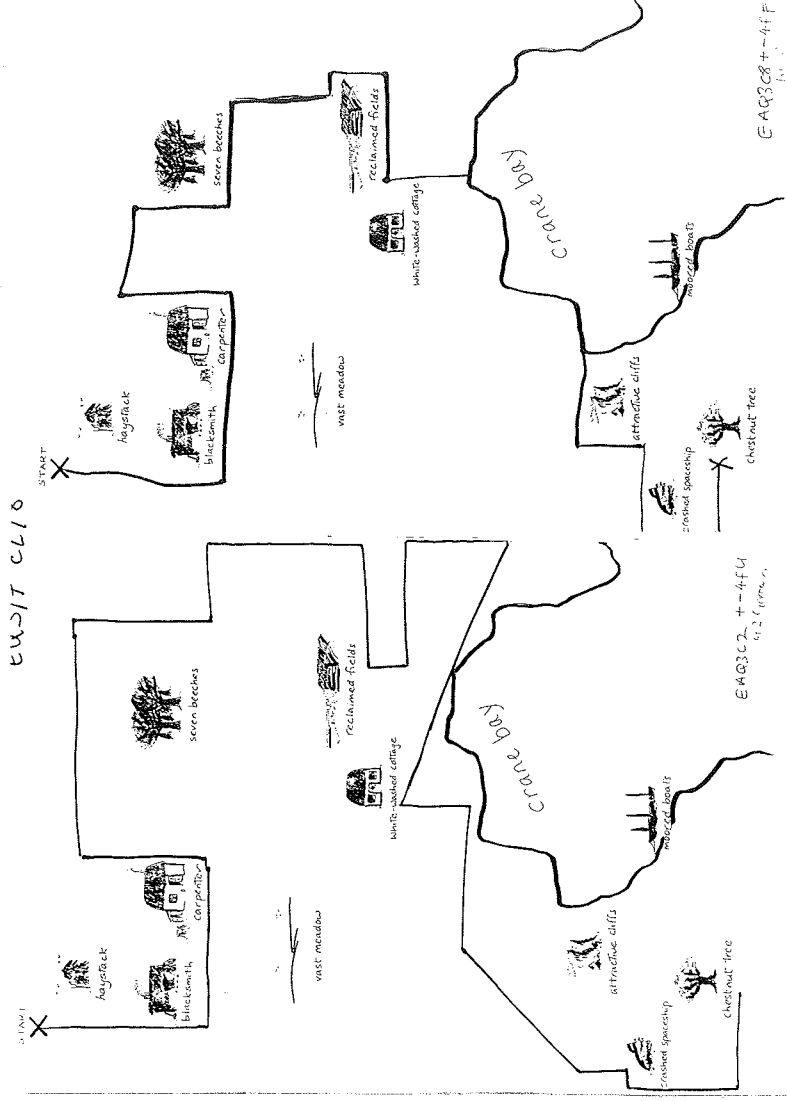 START
haystack
blacksmith
carpenter
seven beeches
reclaimed fields
white-washed cottage
vast meadow
crane bay
moored boats
attractive cliffs
crashed spaceship
chestnut tree
START
haystack
blacksmith
carpenter
seven beeches
reclaimed fields
white-washed cottage
vast meadow
crane bay
moored boats
attractive cliffs
crashed spaceship
chestnut tree